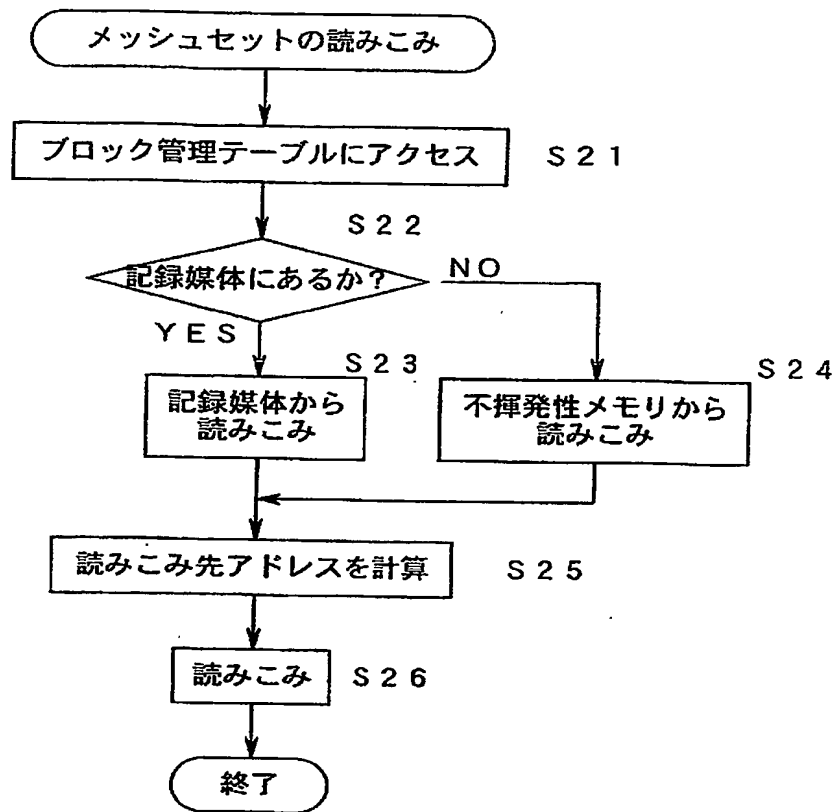 メッシュセットの読みこみ
ブロック管理テーブルにアクセス
S21
S22
記録媒体にあるか?
NO
YES
S23
S24
記録媒体から
読みこみ
不揮発性メモリから
読みこみ
読みこみ先アドレスを計算
S25
読みこみ
S26
終了